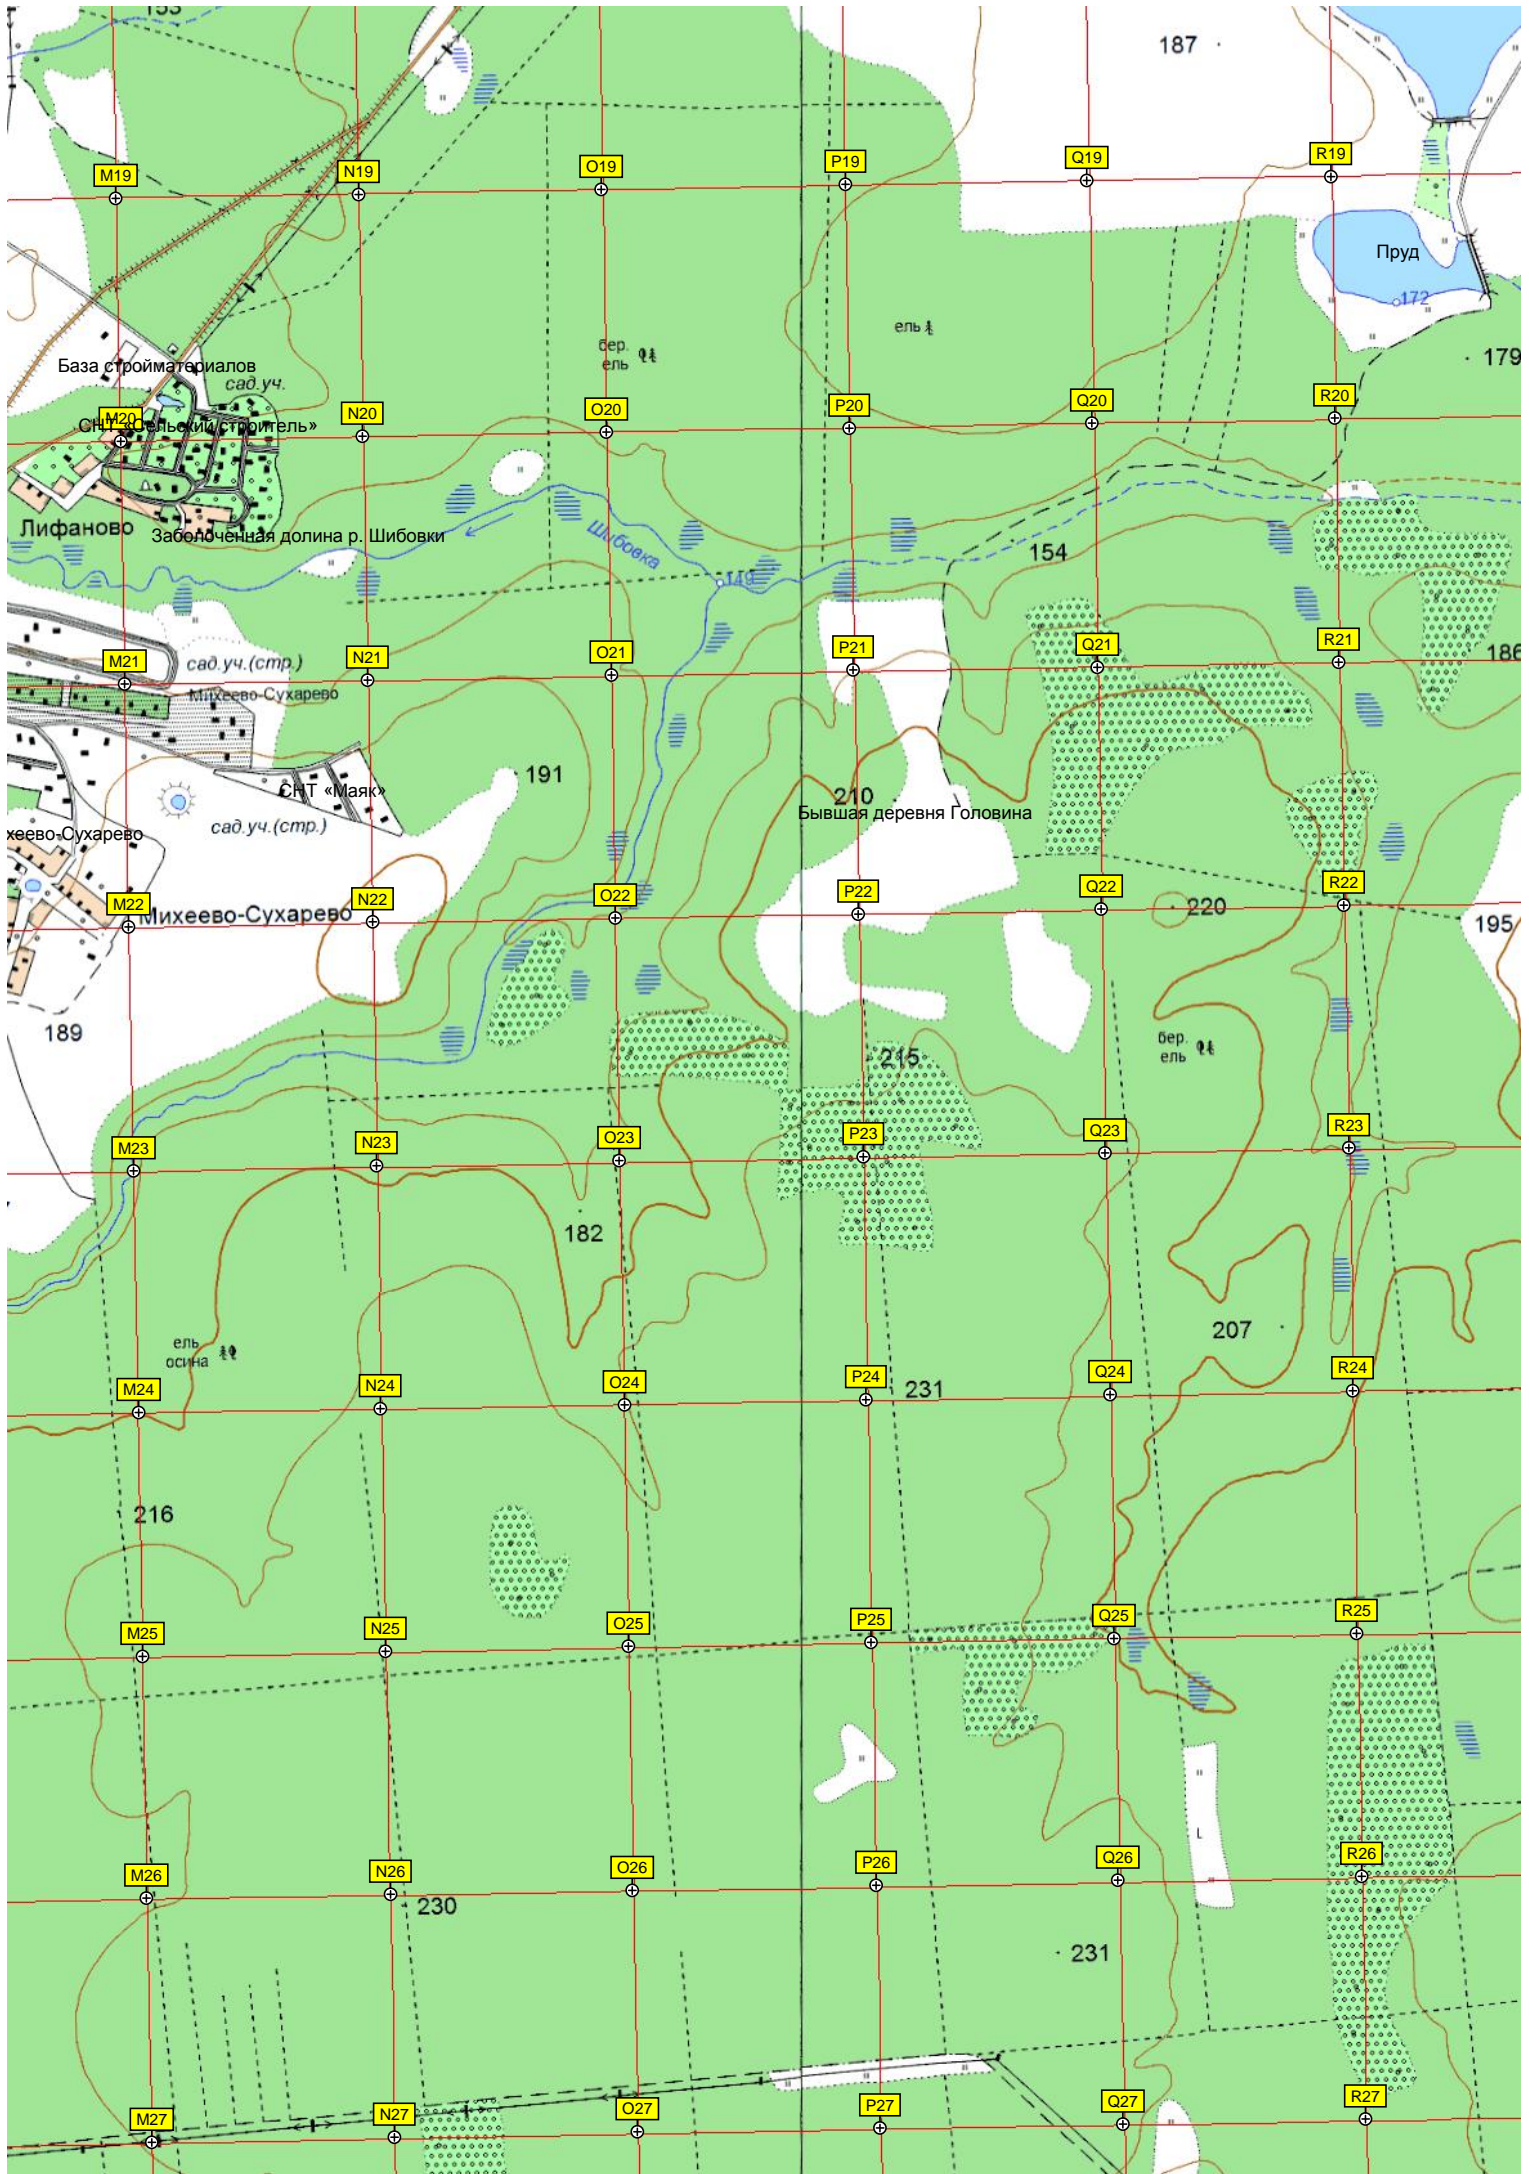 153
187
M19
N19
O19
P19
Q19
R19
Пруд
172
ель
бер.
ель
179
База стройматериалов
сад.уч.
M20
N20
O20
P20
Q20
R20
СНТ «Сельский строитель»
Лифаново
Заболоченная долина р. Шибовки
Шибовка
149
154
M21
N21
O21
P21
Q21
R21
186
сад.уч.(стр.)
Михеево-Сухарево
191
СНТ «Маяк»
210
Бывшая деревня Головина
сад.уч.(стр.)
хеево-Сухарево
M22
N22
O22
P22
Q22
R22
Михеево-Сухарево
220
195
189
215
бер.
ель
M23
N23
O23
P23
Q23
R23
182
207
ель
осина
M24
N24
O24
P24
Q24
R24
231
216
M25
N25
O25
P25
Q25
R25
L
M26
N26
O26
P26
Q26
R26
230
231
M27
N27
O27
P27
Q27
R27